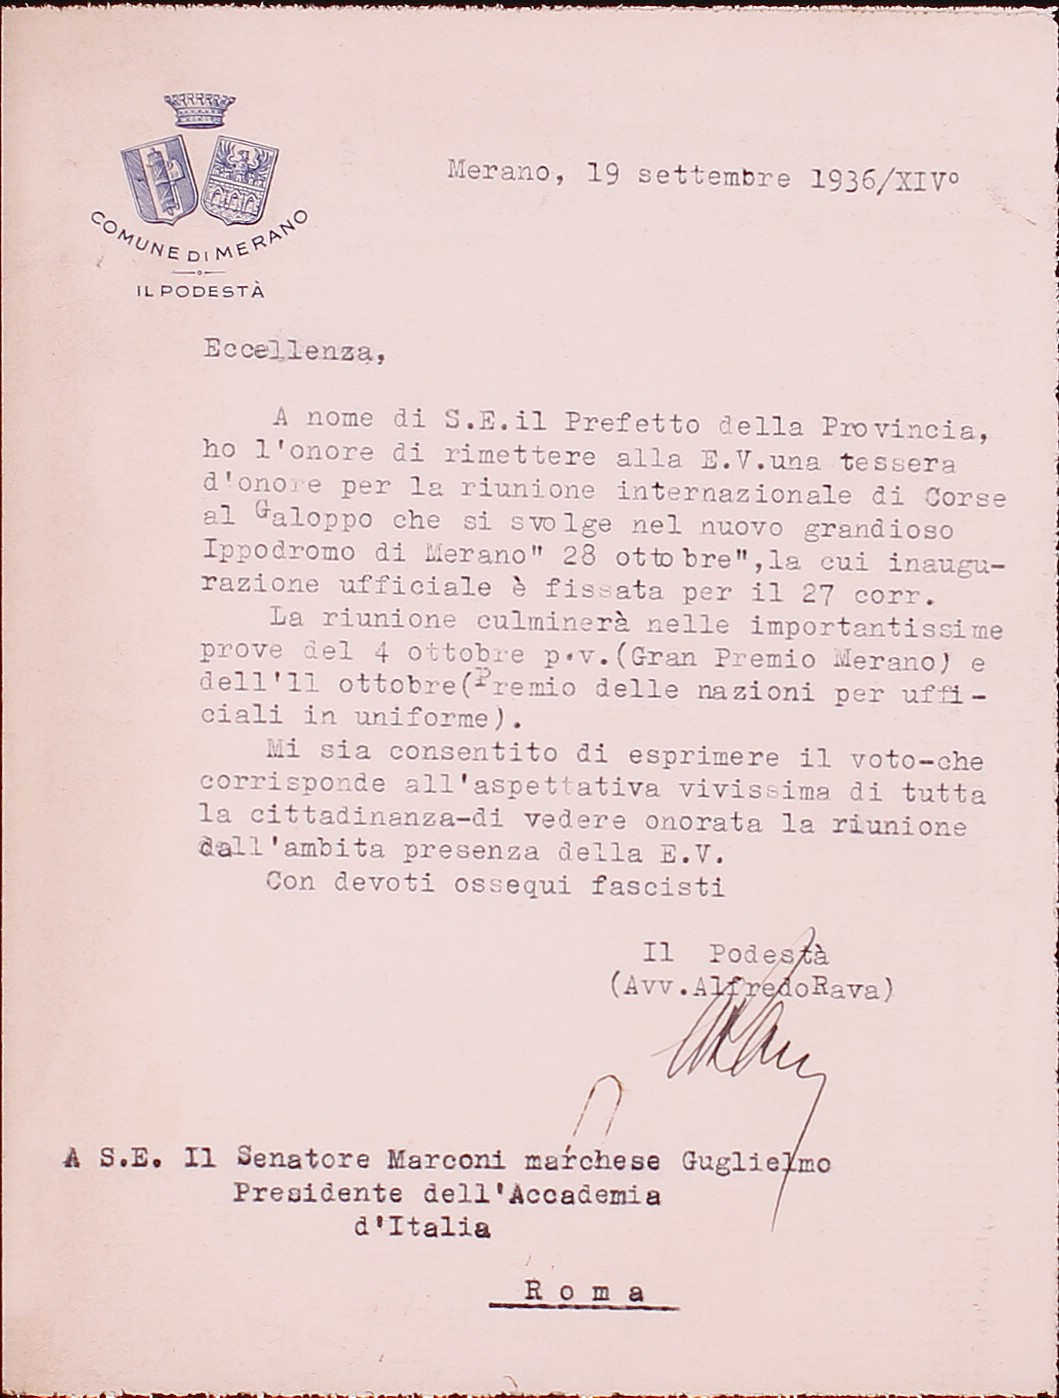 COMUNE DI MERANO
IL PODESTÀ
Merano, 19 settembre 1936/XIVº
Eccellenza,
A nome di S.E.il Prefetto della Provincia,
ho l'onore di rimettere alla E.V.una tessera
d'onore per la riunione internazionale di Corse
al Galoppo che si svolge nel nuovo grandioso
Ippodromo di Merano" 28 ottobre",la cui inaugu-
razione ufficiale è fissata per il 27 corr.
La riunione culminerà nelle importantissime
prove del 4 ottobre p.v.(Gran Premio Merano) e
dell'11 ottobre(Premio delle nazioni per uffi-
ciali in uniforme).
Mi sia consentito di esprimere il voto-che
corrisponde all'aspettativa vivissima di tutta
la cittadinanza-di vedere onorata la riunione
dall'ambita presenza della E.V.
Con devoti ossequi fascisti
Il Podestà
(Avv.AlfredoRava)
A S.E. Il Senatore Marconi marchese Guglielmo
Presidente dell'Accademia
d'Italia
Roma